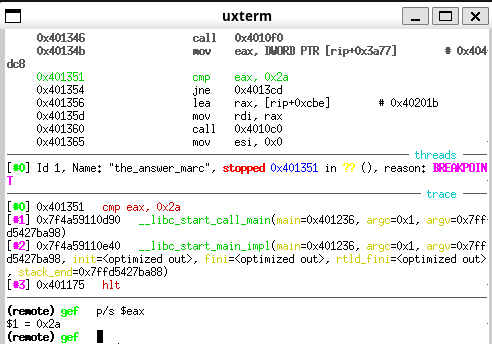 uxterm
0x401346 call 0x4010f0
0x40134b mov eax, DWORD PTR [rip+0x3a77] # 0x404
dc8
0x401351 cmp eax, 0x2a
0x401354 jne 0x4013cd
0x401356 lea rax, [rip+0xcbe] # 0x40201b
0x40135d mov rdi, rax
0x401360 call 0x4010c0
0x401365 mov esi, 0x0
threads
[#0] Id 1, Name: "the_answer_marc", stopped 0x401351 in ?? (), reason: BREAKPOIN
T
trace
[#0] 0x401351 cmp eax, 0x2a
[#1] 0x7f4a59110d90 __libc_start_call_main(main=0x401236, argc=0x1, argv=0x7ff
d5427ba98)
[#2] 0x7f4a59110e40 __libc_start_main_impl(main=0x401236, argc=0x1, argv=0x7ff
d5427ba98, init=<optimized out>, fini=<optimized out>, rtld_fini=<optimized out>
, stack_end=0x7ffd5427ba88)
[#3] 0x401175 hlt
(remote) gef p/s $eax
$1 = 0x2a
(remote) gef